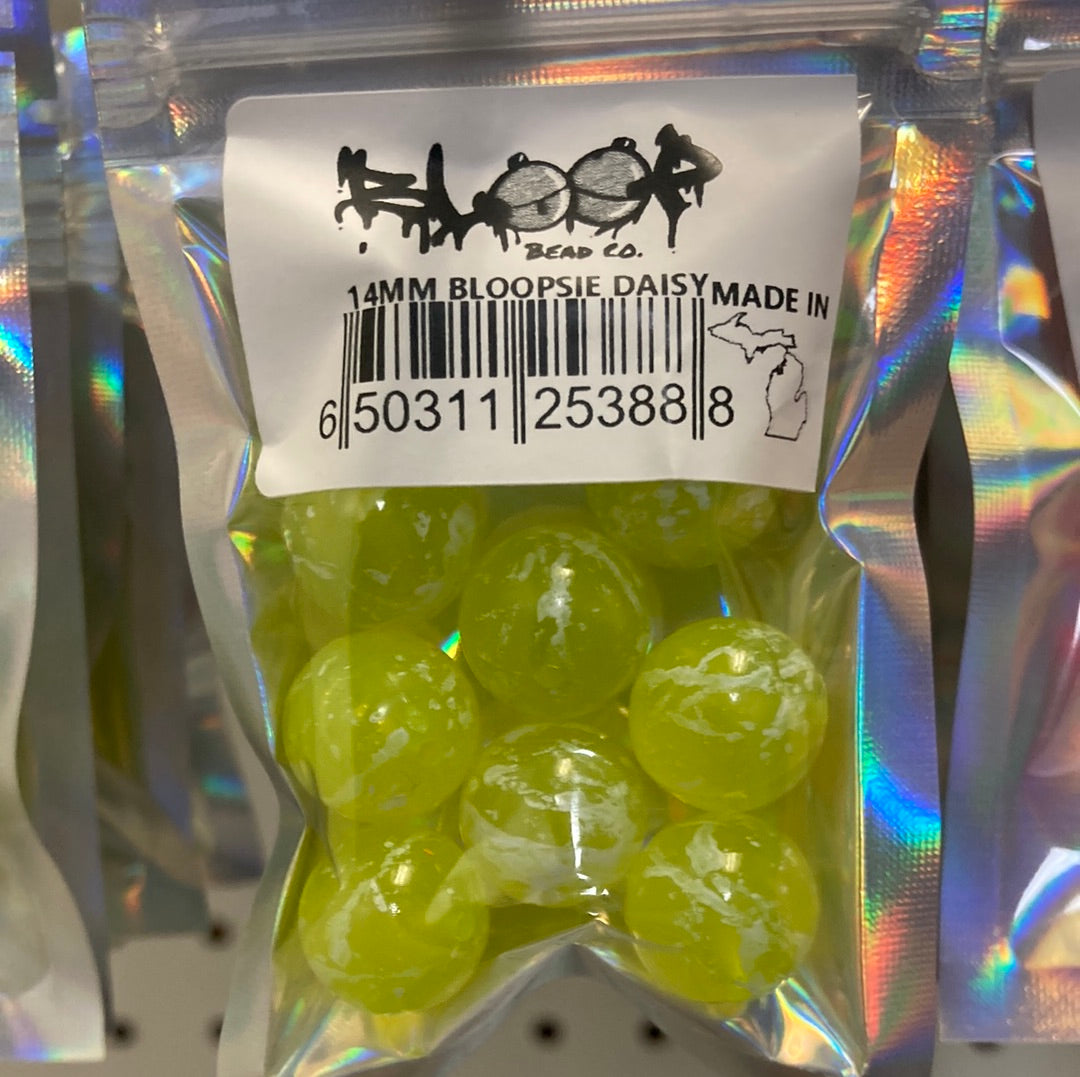 BLOOP
BEAD CO.
14MM BLOOPSIE DAISY MADE IN
6 50311 25388 8